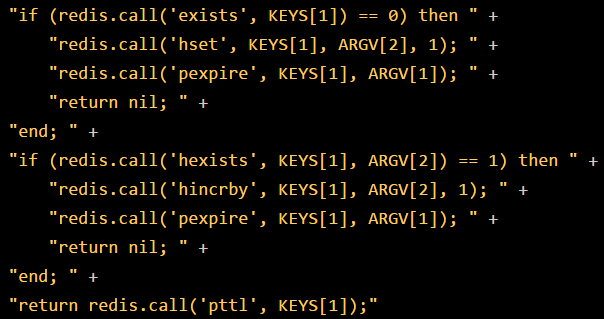 "if (redis.call('exists', KEYS[1]) == 0) then " +
"redis.call('hset', KEYS[1], ARGV[2], 1); " +
"redis.call('pexpire', KEYS[1], ARGV[1]); " +
"return nil; " +
"end; " +
"if (redis.call('hexists', KEYS[1], ARGV[2]) == 1) then " +
"redis.call('hincrby', KEYS[1], ARGV[2], 1); " +
"redis.call('pexpire', KEYS[1], ARGV[1]); " +
"return nil; " +
"end; " +
"return redis.call('pttl', KEYS[1]);"